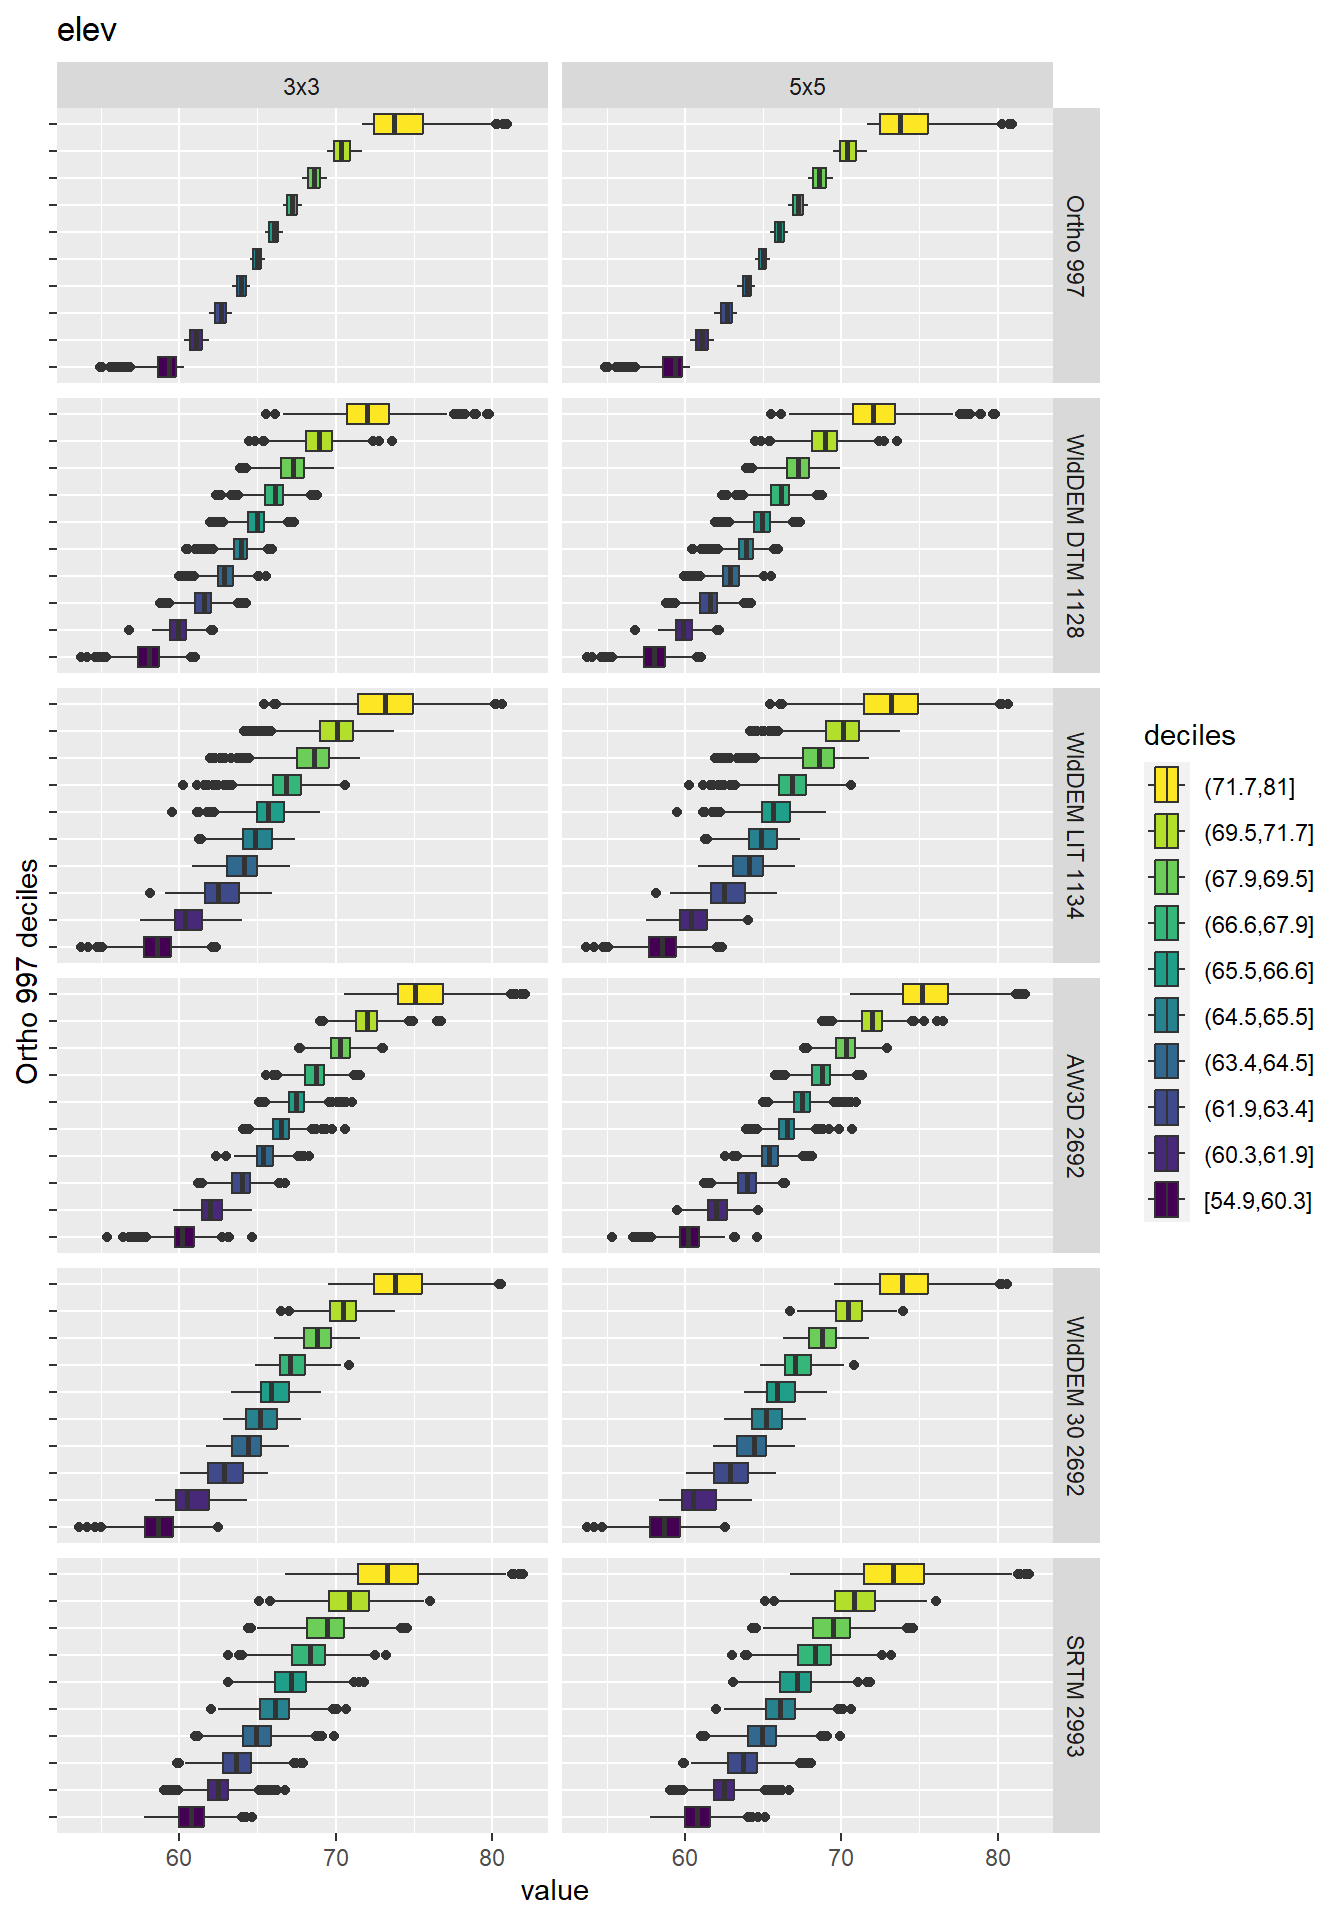 elev
3x3
5x5
Ortho 997
WldDEM DTM 1128
WldDEM LIT 1134
AW3D 2692
WldDEM 30 2692
SRTM 2993
Ortho 997 deciles
60
70
80
60
70
80
value
deciles
(71.7,81]
(69.5,71.7]
(67.9,69.5]
(66.6,67.9]
(65.5,66.6]
(64.5,65.5]
(63.4,64.5]
(61.9,63.4]
(60.3,61.9]
[54.9,60.3]